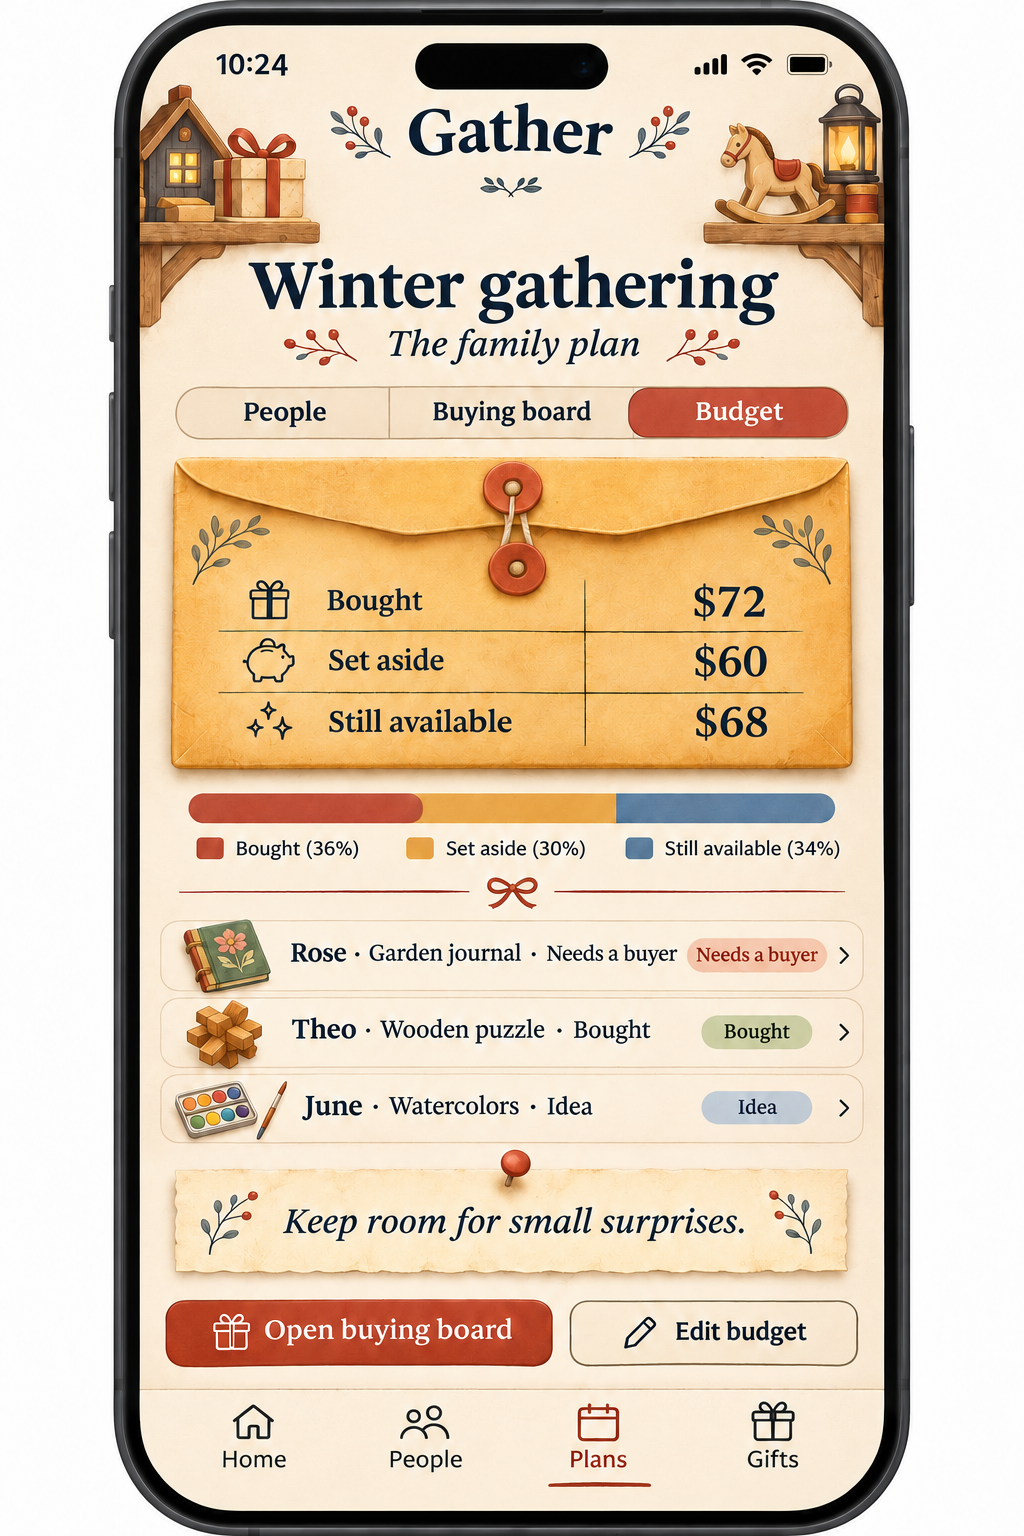 10:24
Gather
Winter gathering
The family plan
People
Buying board
Budget
Bought $72
Set aside $60
Still available $68
Bought (36%)
Set aside (30%)
Still available (34%)
Rose · Garden journal · Needs a buyer Needs a buyer
Theo · Wooden puzzle · Bought Bought
June · Watercolors · Idea Idea
Keep room for small surprises.
Open buying board
Edit budget
Home
People
Plans
Gifts